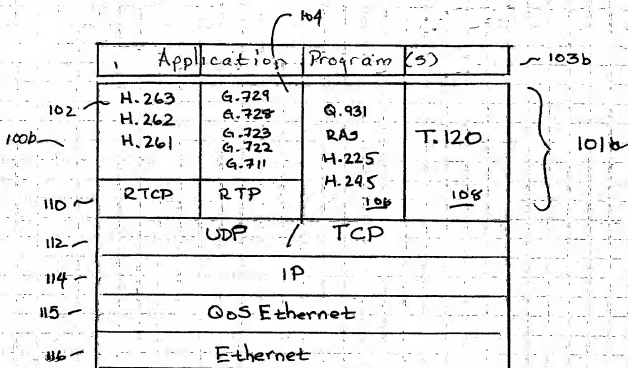 104
Application Program (s) 103b
102 H.263 G.729 Q.931 T.120
H.262 G.728 RAS
100b H.261 G.723 H.225 101b
G.722 H.245
G.711
110 RTCP RTP 106 108
112 UDP / TCP
114 IP
115 QoS Ethernet
116 Ethernet